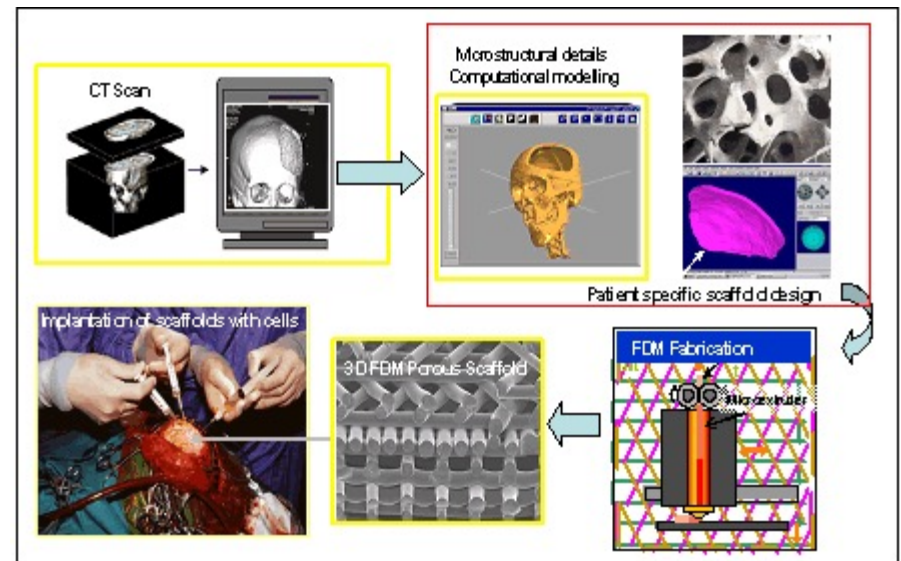 CT Scan
Microstructural details
Computational modelling
Patient specific scaffold design
FDM Fabrication
Microextruder
3D FDM Porous Scaffold
Implantation of scaffolds with cells